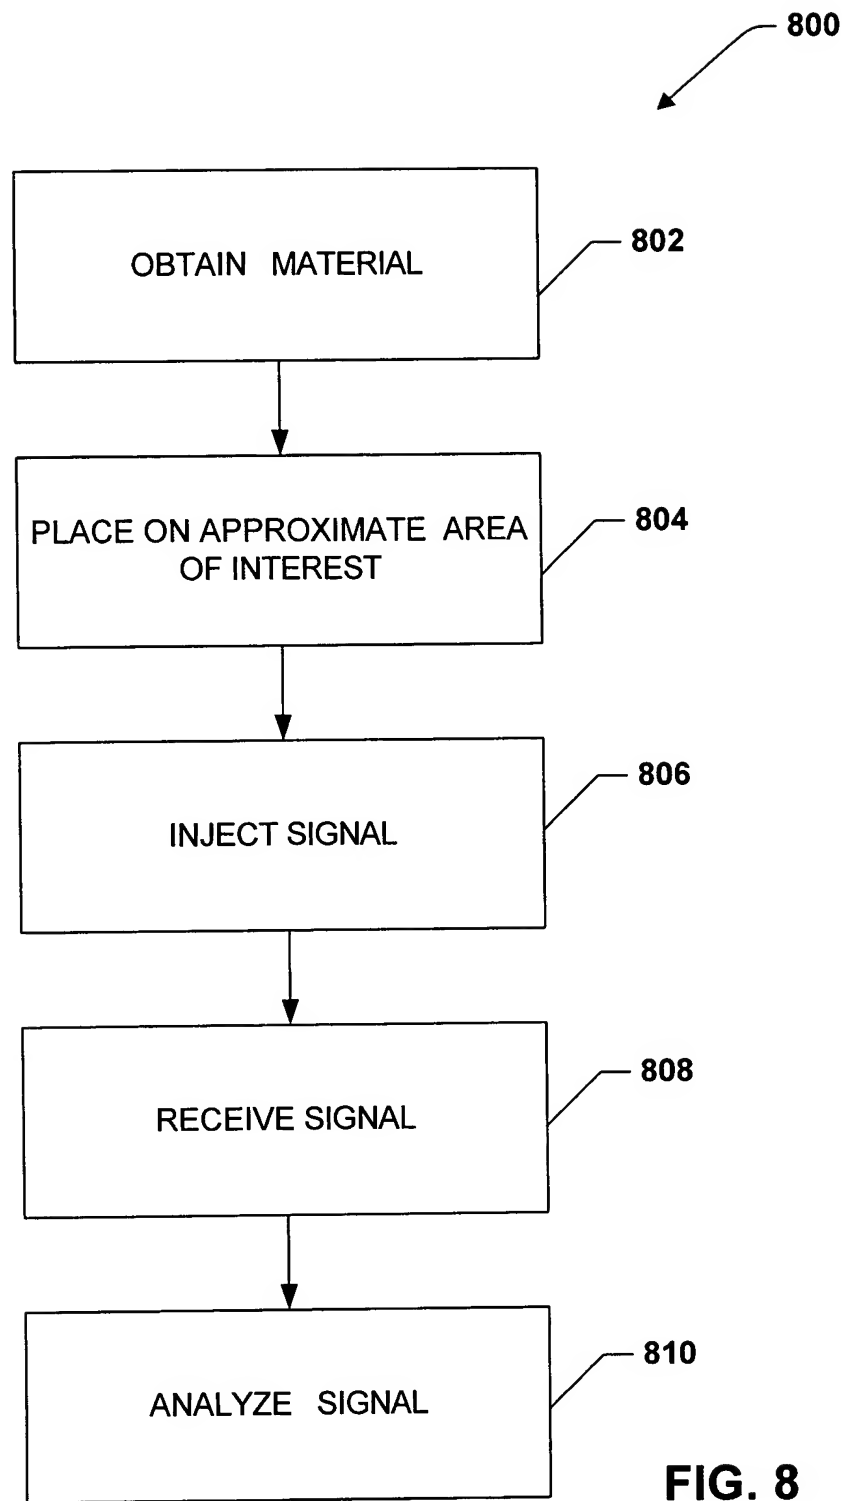 800
OBTAIN MATERIAL
802
PLACE ON APPROXIMATE AREA
OF INTEREST
804
INJECT SIGNAL
806
RECEIVE SIGNAL
808
ANALYZE SIGNAL
810
FIG. 8